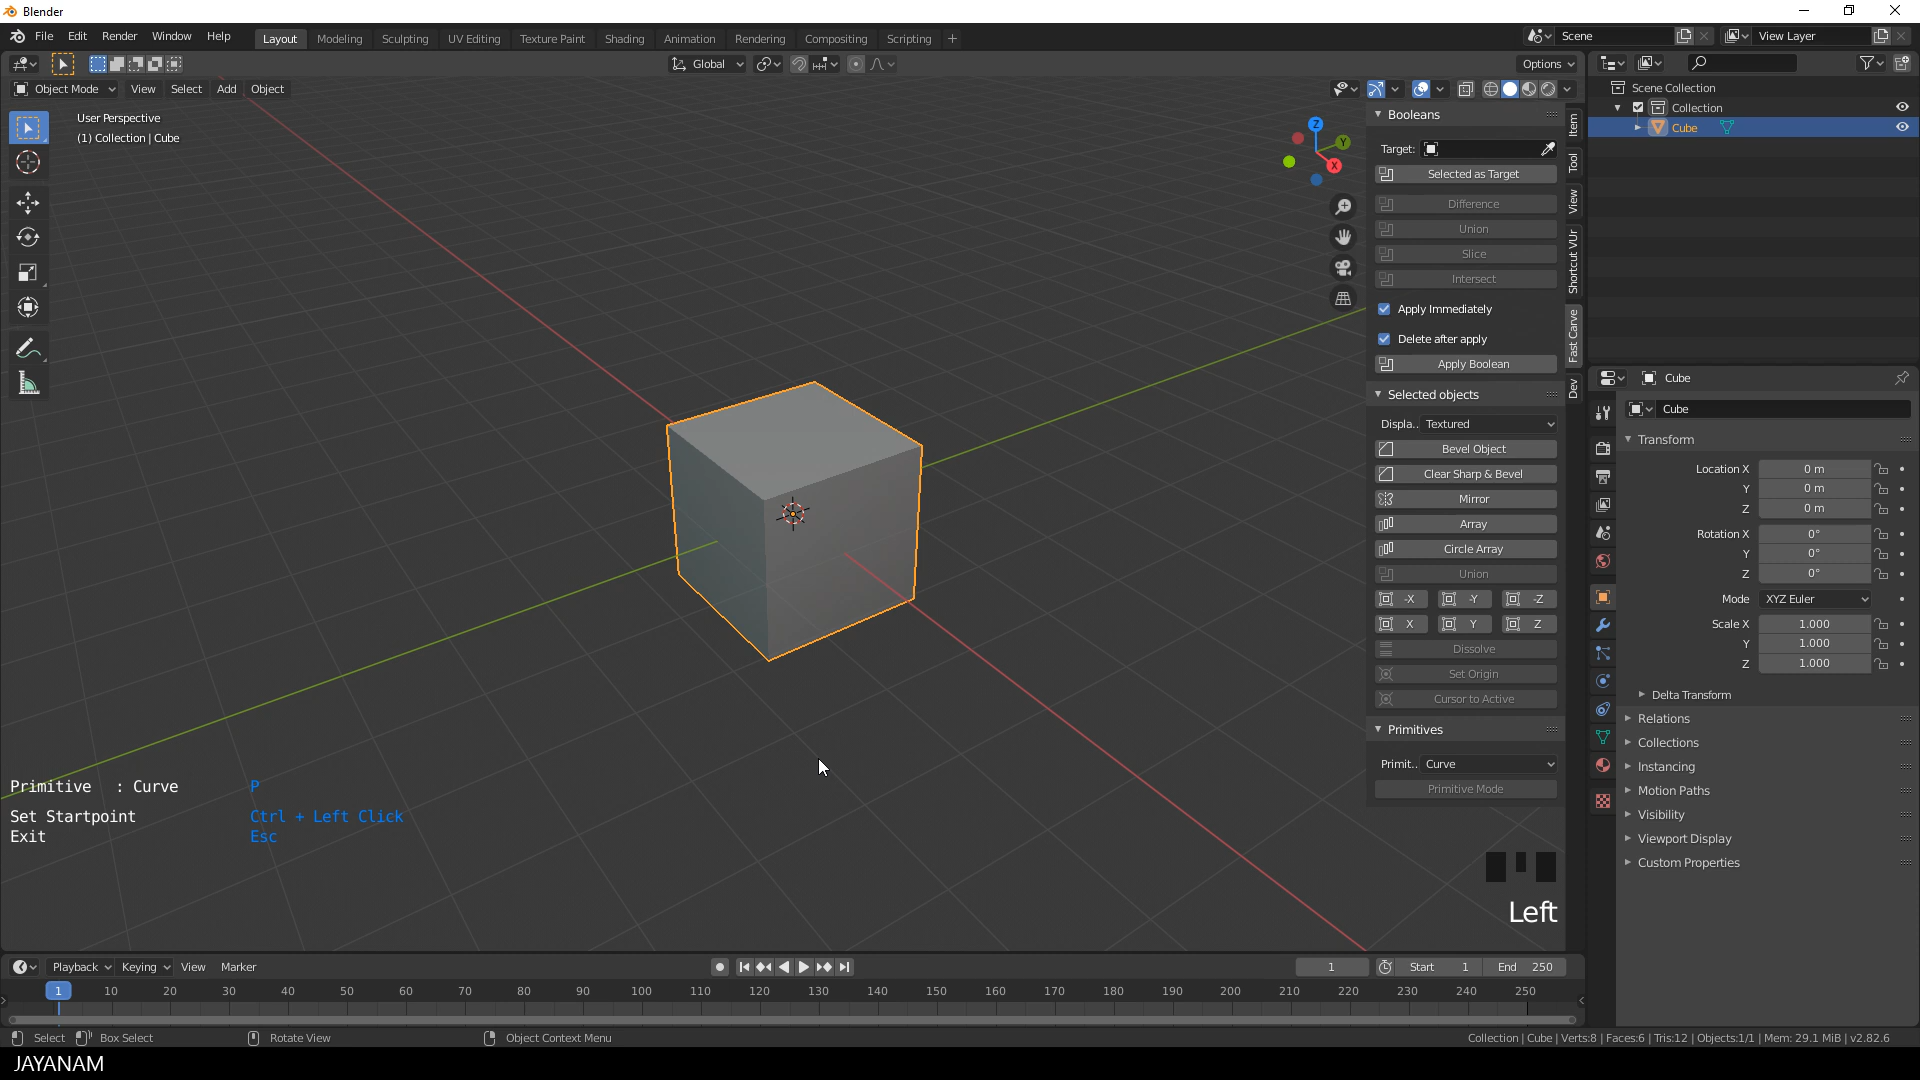 Blender
File Edit Render Window Help Layout Modeling Sculpting UV Editing Texture Paint Shading Animation Rendering Compositing Scripting + Scene View Layer
Global Options
Object Mode View Select Add Object
User Perspective
(1) Collection | Cube
Z
Y
X
Booleans
Target:
Selected as Target
Difference
Union
Slice
Intersect
Apply Immediately
Delete after apply
Apply Boolean
Selected objects
Displa.. Textured
Bevel Object
Clear Sharp & Bevel
Mirror
Array
Circle Array
Union
-X -Y -Z
X Y Z
Dissolve
Set Origin
Cursor to Active
Primitives
Primit.. Curve
Primitive Mode
Item
Tool
View
Shortcut VUr
Fast Carve
Dev
Scene Collection
Collection
Cube
Cube
Cube
Transform
Location X 0 m
Y 0 m
Z 0 m
Rotation X 0°
Y 0°
Z 0°
Mode XYZ Euler
Scale X 1.000
Y 1.000
Z 1.000
Delta Transform
Relations
Collections
Instancing
Motion Paths
Visibility
Viewport Display
Custom Properties
Primitive : Curve P
Set Startpoint Ctrl + Left Click
Exit Esc
Left
Playback Keying View Marker 1 Start 1 End 250
1 10 20 30 40 50 60 70 80 90 100 110 120 130 140 150 160 170 180 190 200 210 220 230 240 250
Select Box Select Rotate View Object Context Menu Collection | Cube | Verts:8 | Faces:6 | Tris:12 | Objects:1/1 | Mem: 29.1 MiB | v2.82.6
JAYANAM